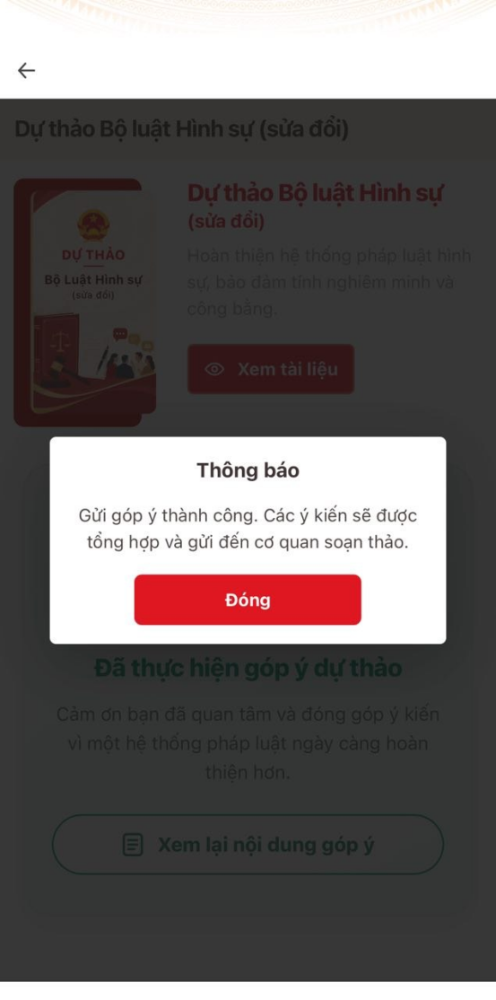 Dự thảo Bộ luật Hình sự (sửa đổi)
DỰ THẢO
Bộ Luật Hình sự
(sửa đổi)
Dự thảo Bộ luật Hình sự
(sửa đổi)
Hoàn thiện hệ thống pháp luật hình
sự, bảo đảm tính nghiêm minh và
công bằng.
Xem tài liệu
Thông báo
Gửi góp ý thành công. Các ý kiến sẽ được
tổng hợp và gửi đến cơ quan soạn thảo.
Đóng
Đã thực hiện góp ý dự thảo
Cảm ơn bạn đã quan tâm và đóng góp ý kiến
vì một hệ thống pháp luật ngày càng hoàn
thiện hơn.
Xem lại nội dung góp ý